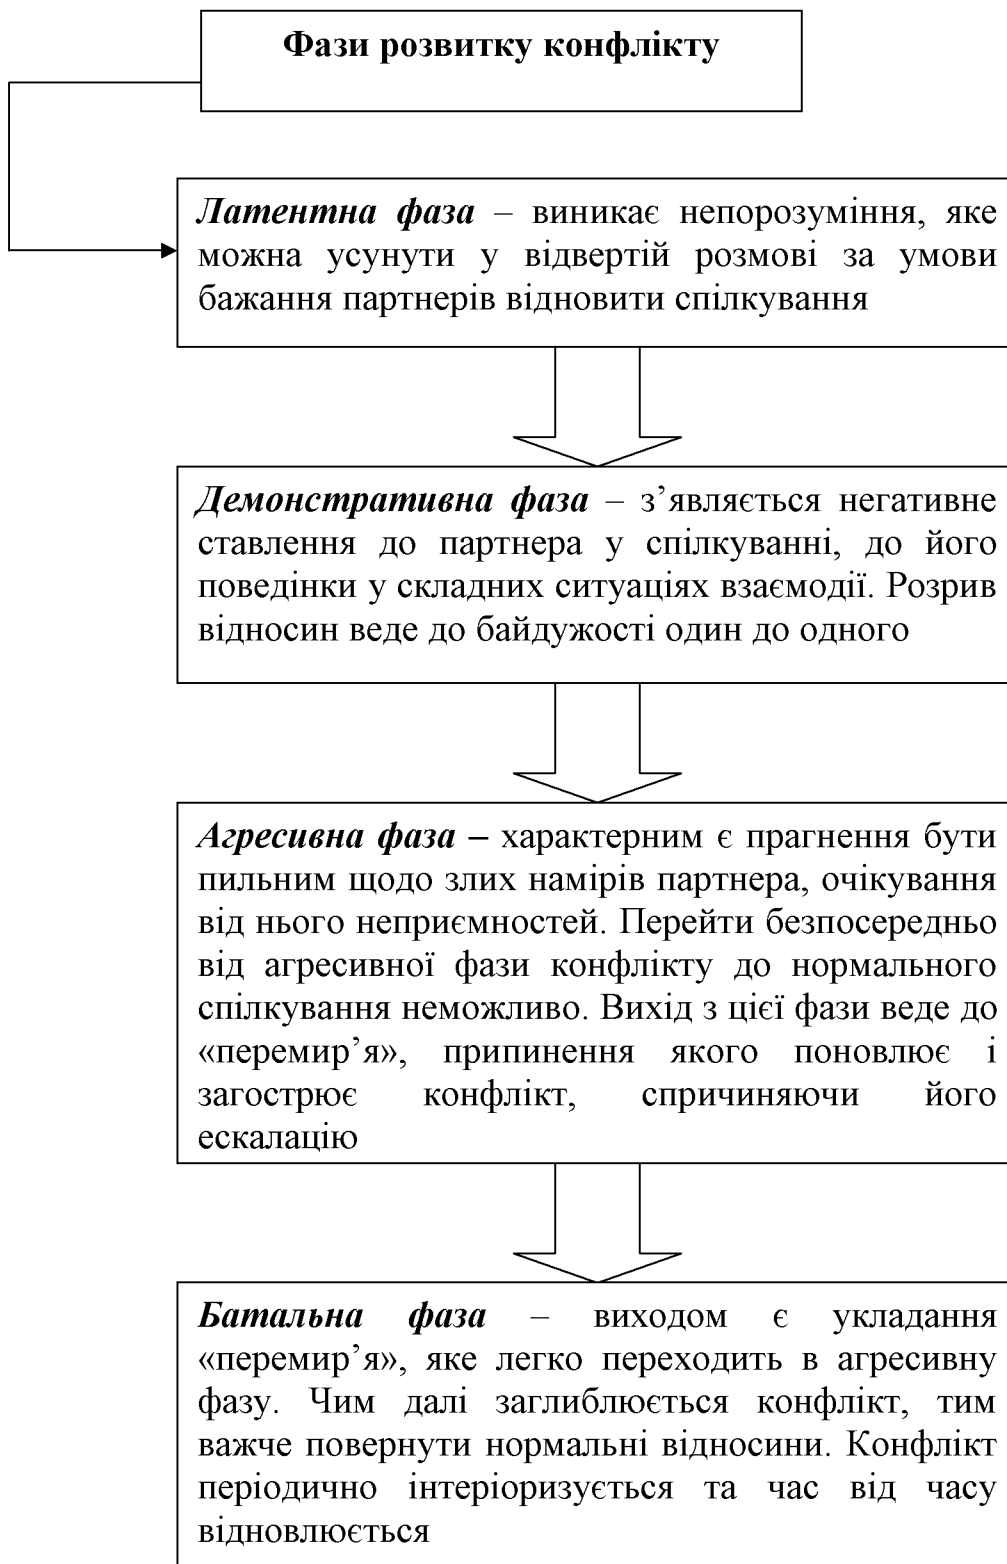 Фази розвитку конфлікту
Латентна фаза – виникає непорозуміння, яке
можна усунути у відвертій розмові за умови
бажання партнерів відновити спілкування
Демонстративна фаза – з’являється негативне
ставлення до партнера у спілкуванні, до його
поведінки у складних ситуаціях взаємодії. Розрив
відносин веде до байдужості один до одного
Агресивна фаза – характерним є прагнення бути
пильним щодо злих намірів партнера, очікування
від нього неприємностей. Перейти безпосередньо
від агресивної фази конфлікту до нормального
спілкування неможливо. Вихід з цієї фази веде до
«перемир’я», припинення якого поновлює і
загострює конфлікт, спричиняючи його
ескалацію
Батальна фаза – виходом є укладання
«перемир’я», яке легко переходить в агресивну
фазу. Чим далі заглиблюється конфлікт, тим
важче повернути нормальні відносини. Конфлікт
періодично інтеріоризується та час від часу
відновлюється